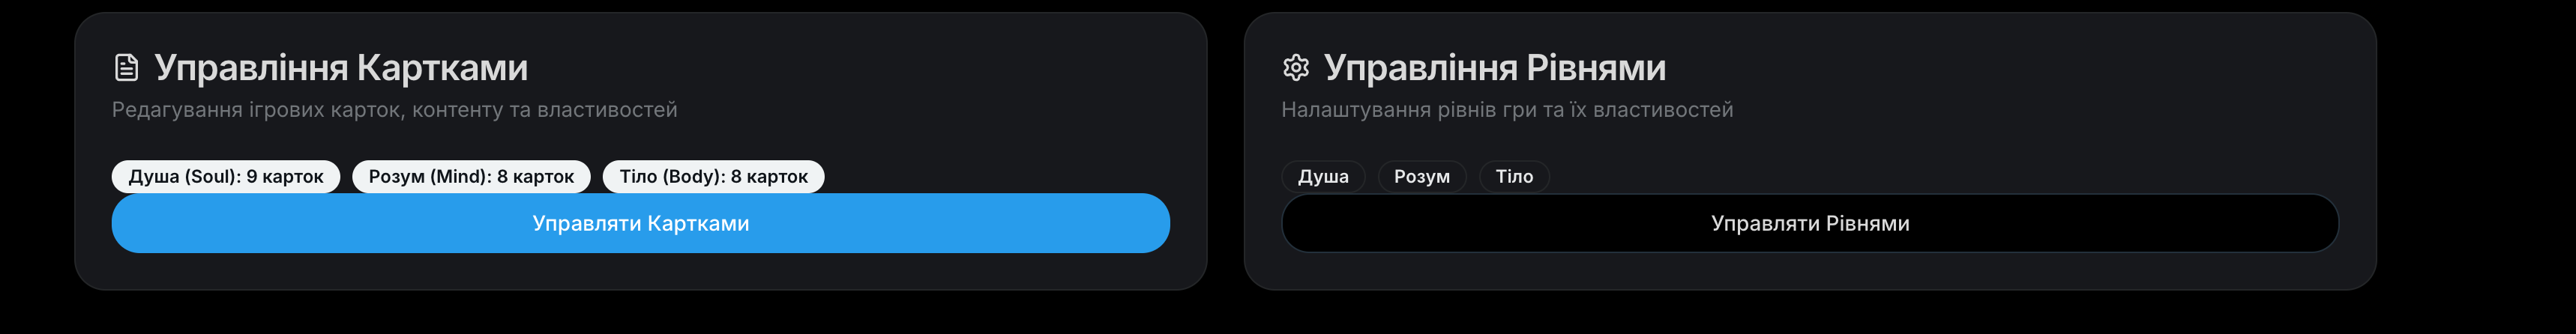 Управління Картками
Редагування ігрових карток, контенту та властивостей
Душа (Soul): 9 карток
Розум (Mind): 8 карток
Тіло (Body): 8 карток
Управляти Картками
Управління Рівнями
Налаштування рівнів гри та їх властивостей
Душа
Розум
Тіло
Управляти Рівнями